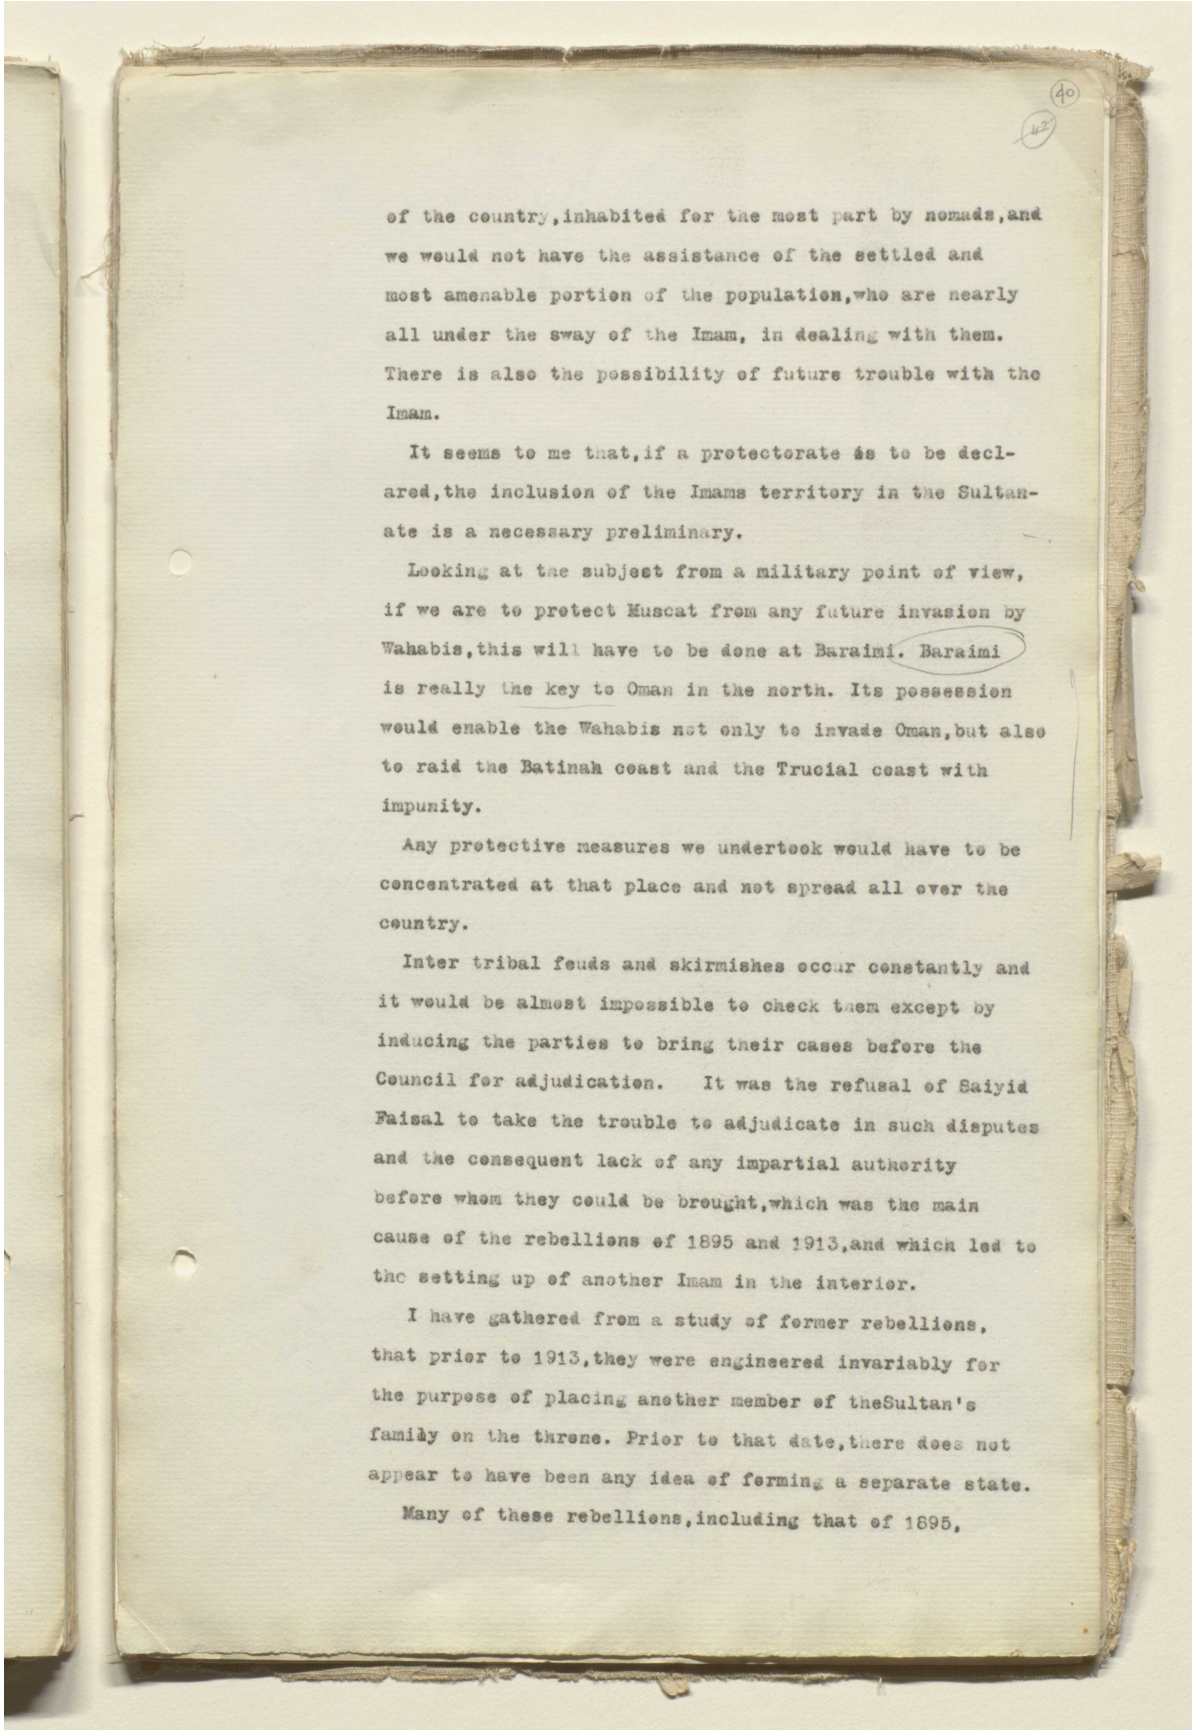 40
42
of the country,inhabited for the most part by nomads,and
we would not have the assistance of the settled and
most amenable portion of the population,who are nearly
all under the sway of the Imam, in dealing with them.
There is also the possibility of future trouble with the
Imam.
It seems to me that,if a protectorate is to be decl-
ared,the inclusion of the Imams territory in the Sultan-
ate is a necessary preliminary.
Looking at the subject from a military point of view,
if we are to protect Muscat from any future invasion by
Wahabis,this will have to be done at Baraimi. Baraimi
is really the key to Oman in the north. Its possession
would enable the Wahabis not only to invade Oman,but also
to raid the Batinah coast and the Trucial coast with
impunity.
Any protective measures we undertook would have to be
concentrated at that place and not spread all over the
country.
Inter tribal feuds and skirmishes occur constantly and
it would be almost impossible to check them except by
inducing the parties to bring their cases before the
Council for adjudication. It was the refusal of Saiyid
Faisal to take the trouble to adjudicate in such disputes
and the consequent lack of any impartial authority
before whom they could be brought,which was the main
cause of the rebellions of 1895 and 1913,and which led to
the setting up of another Imam in the interior.
I have gathered from a study of former rebellions,
that prior to 1913,they were engineered invariably for
the purpose of placing another member of theSultan's
family on the throne. Prior to that date,there does not
appear to have been any idea of forming a separate state.
Many of these rebellions,including that of 1895,